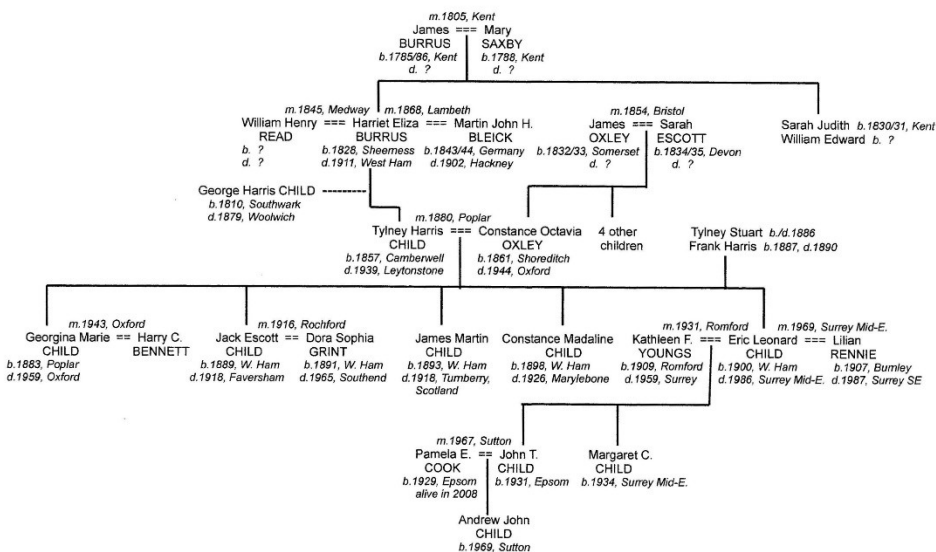 m.1805, Kent
James === Mary
BURRUS SAXBY
b.1785/86, Kent b.1788, Kent
d. ? d. ?
m.1845, Medway m.1868, Lambeth
William Henry === Harriet Eliza === Martin John H.
READ BURRUS BLEICK
b. ? b.1828, Sheerness b.1843/44, Germany
d. ? d.1911, West Ham d.1902, Hackney
m.1854, Bristol
James === Sarah
OXLEY ESCOTT
b.1832/33, Somerset b.1834/35, Devon
d. ? d. ?
Sarah Judith b.1830/31, Kent
William Edward b. ?
George Harris CHILD
b.1810, Southwark
d.1879, Woolwich
m.1880, Poplar
Tylney Harris === Constance Octavia
CHILD OXLEY
b.1857, Camberwell b.1861, Shoreditch
d.1939, Leytonstone d.1944, Oxford
4 other
children
Tylney Stuart b./d.1886
Frank Harris b.1887, d.1890
m.1943, Oxford
Georgina Marie == Harry C.
CHILD BENNETT
b.1883, Poplar
d.1959, Oxford
m.1916, Rochford
Jack Escott == Dora Sophia
CHILD GRINT
b.1889, W. Ham b.1891, W. Ham
d.1918, Faversham d.1965, Southend
James Martin
CHILD
b.1893, W. Ham
d.1918, Turnberry,
Scotland
Constance Madaline
CHILD
b.1898, W. Ham
d.1926, Marylebone
m.1931, Romford m.1969, Surrey Mid-E.
Kathleen F. === Eric Leonard === Lilian
YOUNGS CHILD RENNIE
b.1909, Romford b.1900, W. Ham b.1907, Burnley
d.1959, Surrey d.1986, Surrey Mid-E. d.1987, Surrey SE
m.1967, Sutton
Pamela E. == John T.
COOK CHILD
b.1929, Epsom b.1931, Epsom
alive in 2008
Margaret C.
CHILD
b.1934, Surrey Mid-E.
Andrew John
CHILD
b.1969, Sutton